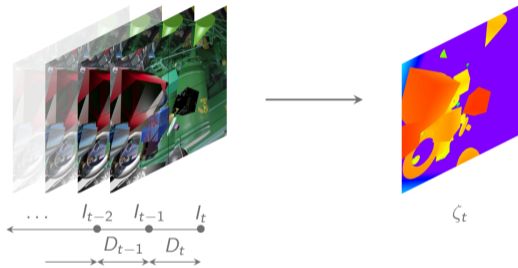 ... I_{t−2} I_{t−1} I_t
D_{t−1} D_t
ζ_t